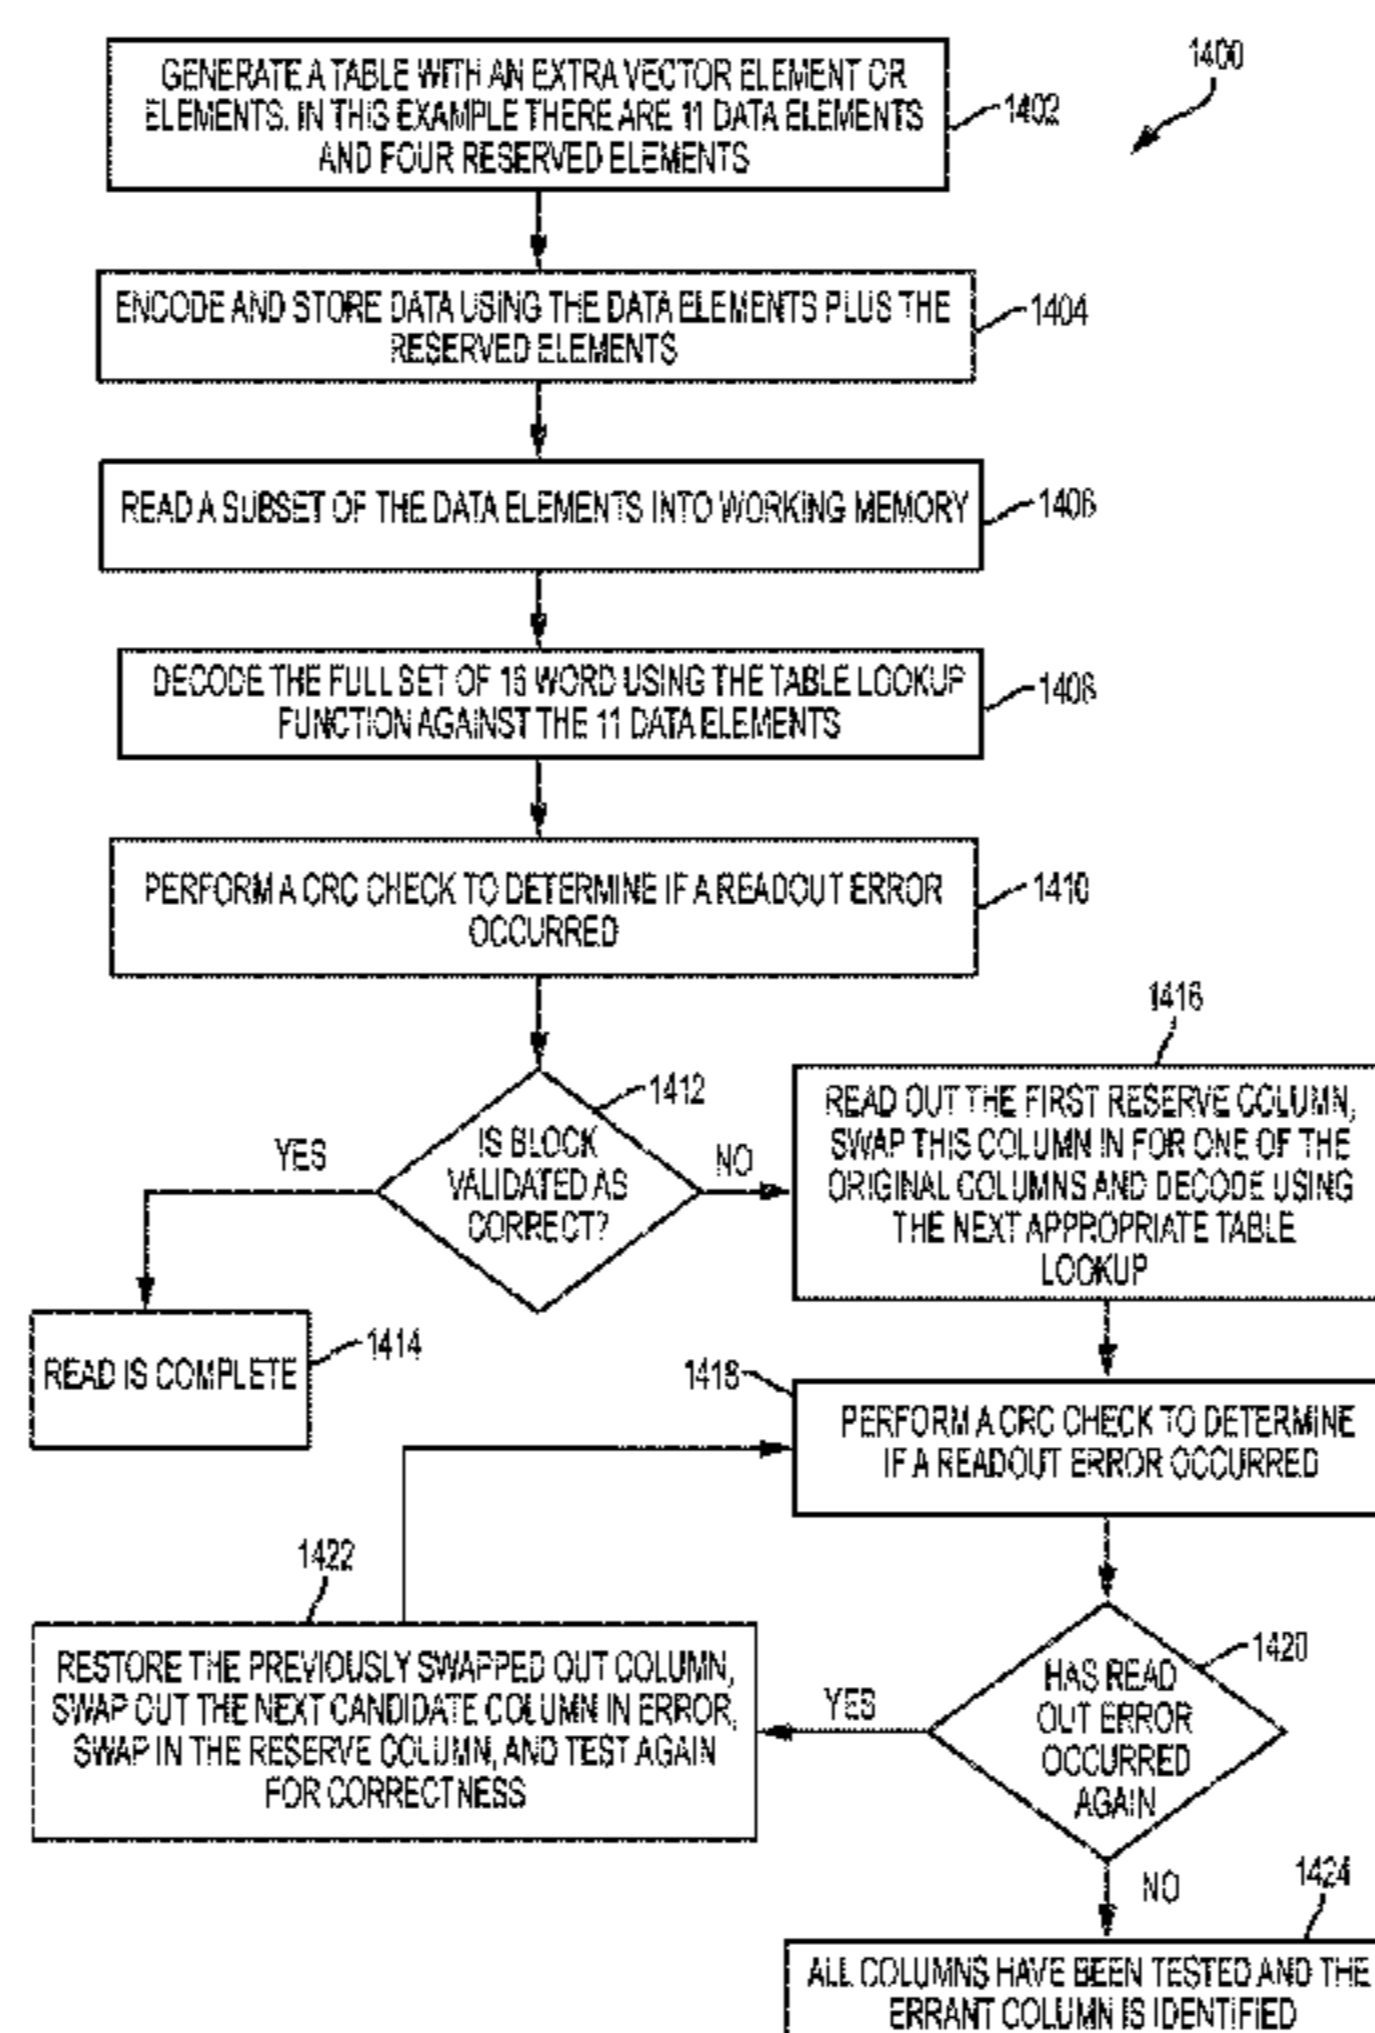 1400
GENERATE A TABLE WITH AN EXTRA VECTOR ELEMENT OR
ELEMENTS. IN THIS EXAMPLE THERE ARE 11 DATA ELEMENTS
AND FOUR RESERVED ELEMENTS
1402
ENCODE AND STORE DATA USING THE DATA ELEMENTS PLUS THE
RESERVED ELEMENTS
1404
READ A SUBSET OF THE DATA ELEMENTS INTO WORKING MEMORY
1406
DECODE THE FULL SET OF 16 WORD USING THE TABLE LOOKUP
FUNCTION AGAINST THE 11 DATA ELEMENTS
1408
PERFORM A CRC CHECK TO DETERMINE IF A READOUT ERROR
OCCURRED
1410
IS BLOCK
VALIDATED AS
CORRECT?
1412
YES
NO
READ IS COMPLETE
1414
1416
READ OUT THE FIRST RESERVE COLUMN,
SWAP THIS COLUMN IN FOR ONE OF THE
ORIGINAL COLUMNS AND DECODE USING
THE NEXT APPROPRIATE TABLE
LOOKUP
1418
PERFORM A CRC CHECK TO DETERMINE
IF A READOUT ERROR OCCURRED
HAS READ
OUT ERROR
OCCURRED
AGAIN
1420
YES
NO
1422
RESTORE THE PREVIOUSLY SWAPPED OUT COLUMN,
SWAP OUT THE NEXT CANDIDATE COLUMN IN ERROR,
SWAP IN THE RESERVE COLUMN, AND TEST AGAIN
FOR CORRECTNESS
1424
ALL COLUMNS HAVE BEEN TESTED AND THE
ERRANT COLUMN IS IDENTIFIED